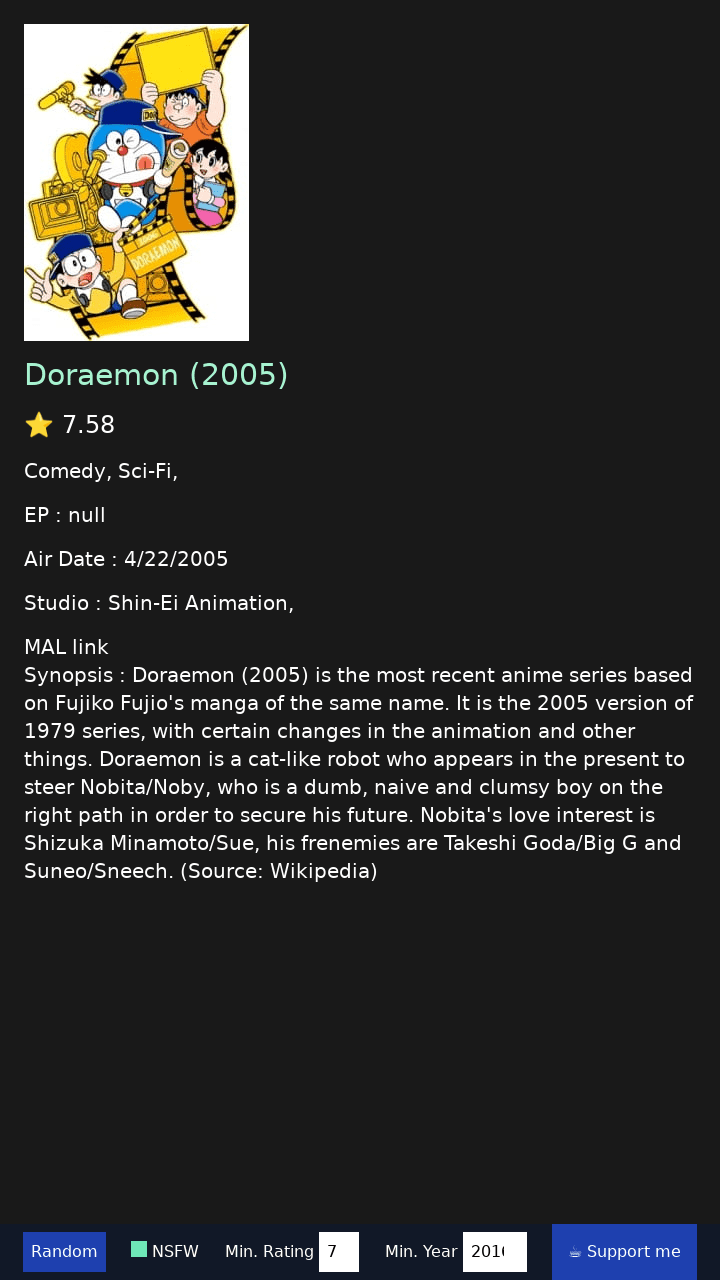 DORAEMON
Doraemon (2005)
⭐ 7.58
Comedy, Sci-Fi,
EP : null
Air Date : 4/22/2005
Studio : Shin-Ei Animation,
MAL link
Synopsis : Doraemon (2005) is the most recent anime series based
on Fujiko Fujio's manga of the same name. It is the 2005 version of
1979 series, with certain changes in the animation and other
things. Doraemon is a cat-like robot who appears in the present to
steer Nobita/Noby, who is a dumb, naive and clumsy boy on the
right path in order to secure his future. Nobita's love interest is
Shizuka Minamoto/Sue, his frenemies are Takeshi Goda/Big G and
Suneo/Sneech. (Source: Wikipedia)
Random NSFW Min. Rating 7 Min. Year ☕ Support me